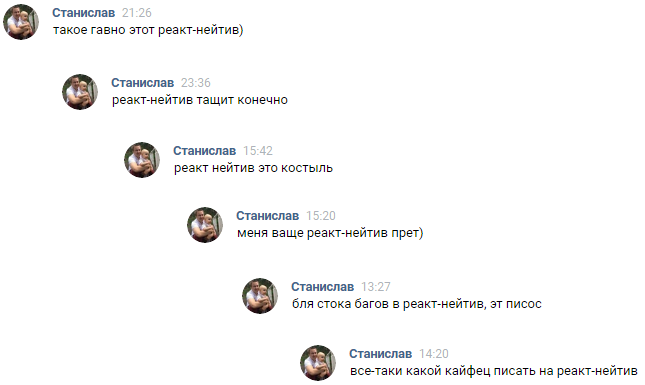 Станислав 21:26
такое гавно этот реакт-нейтив)
Станислав 23:36
реакт-нейтив тащит конечно
Станислав 15:42
реакт нейтив это костыль
Станислав 15:20
меня ваще реакт-нейтив прет)
Станислав 13:27
бля стока багов в реакт-нейтив, эт писос
Станислав 14:20
все-таки какой кайфец писать на реакт-нейтив